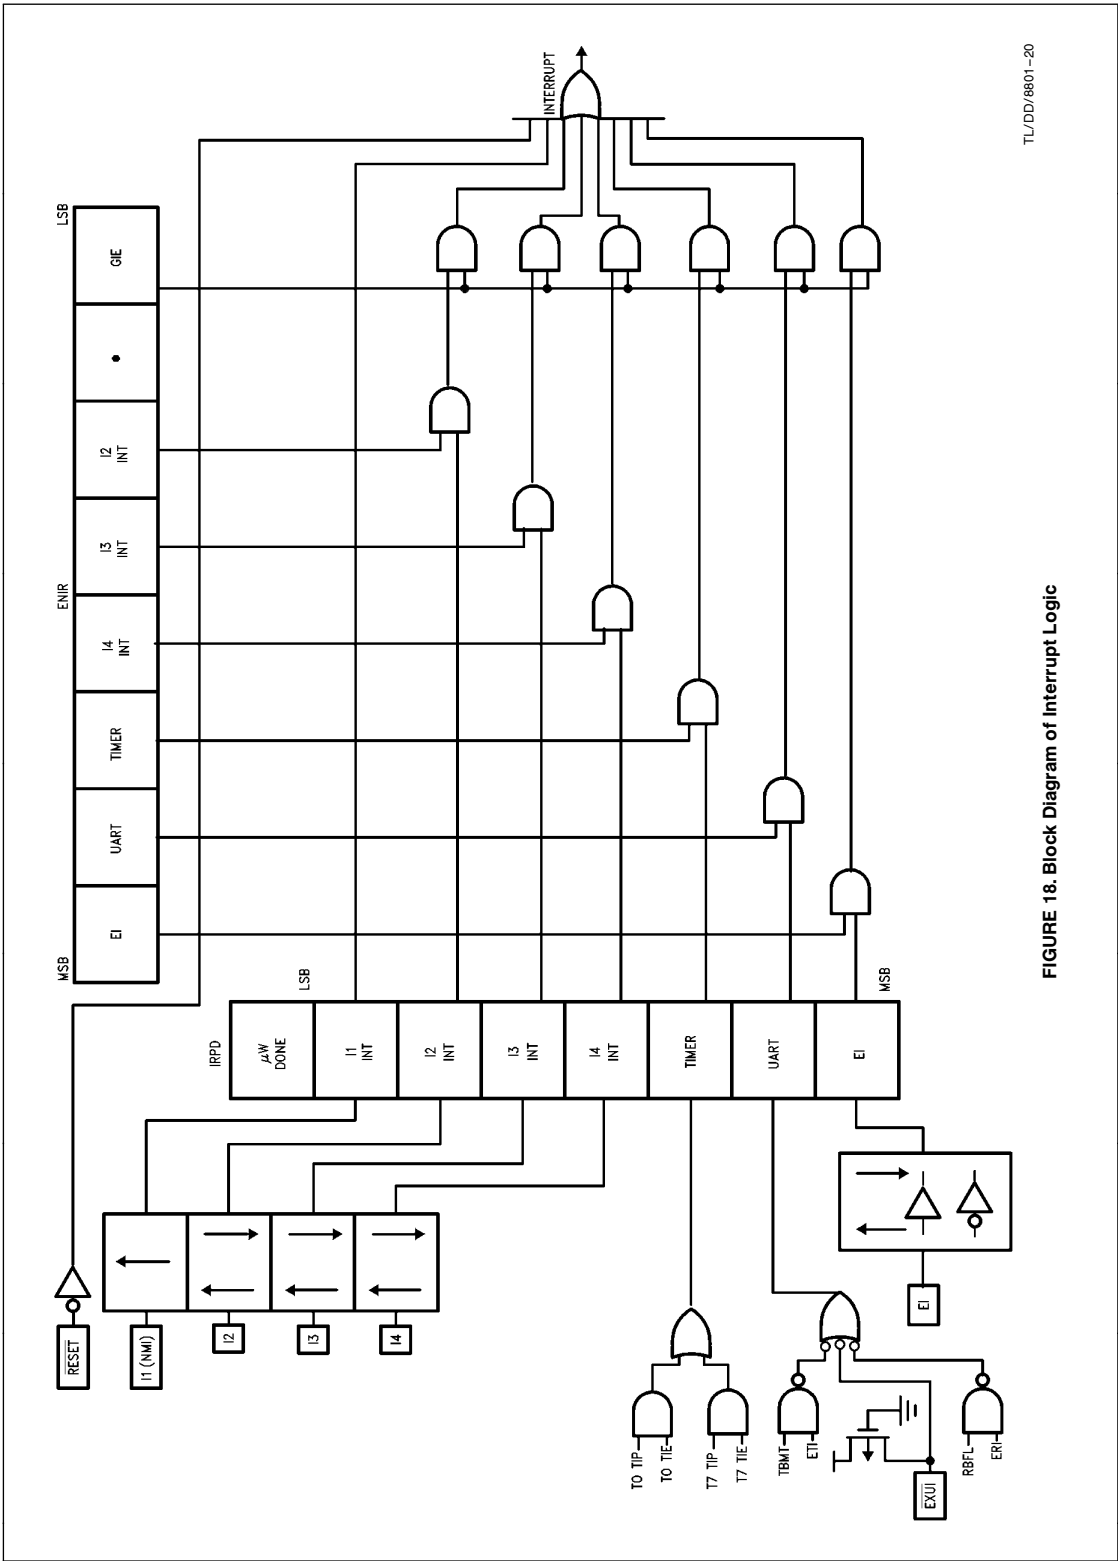 RESET
I1 (NMI)
I2
I3
I4
T0 TIP
T0 TIE
T7 TIP
T7 TIE
TBMT
ETI
EXUI
RBFL
ERI
EI
IRPD
μW
DONE
LSB
I1
INT
I2
INT
I3
INT
I4
INT
TIMER
UART
EI
MSB
MSB
ENIR
LSB
EI
UART
TIMER
I4
INT
I3
INT
I2
INT
•
GIE
INTERRUPT
TL/DD/8801–20
FIGURE 18. Block Diagram of Interrupt Logic